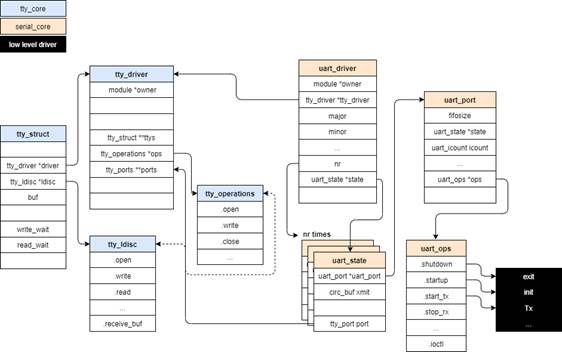 tty_core
serial_core
low level driver
tty_struct
tty_driver *driver
tty_ldisc *ldisc
buf
write_wait
read_wait
tty_driver
module *owner
tty_struct **ttys
tty_operations *ops
tty_ports **ports
tty_ldisc
.open
.write
.read
...
.receive_buf
tty_operations
.open
.write
.close
...
uart_driver
module *owner
tty_driver *tty_driver
major
minor
...
nr
uart_state *state
nr times
uart_state
uart_port *uart_port
circ_buf xmit
tty_port port
uart_port
fifosize
uart_state *state
uart_icount icount
...
uart_ops *ops
uart_ops
.shutdown
.startup
.start_tx
.stop_rx
...
.ioctl
exit
init
Tx
...